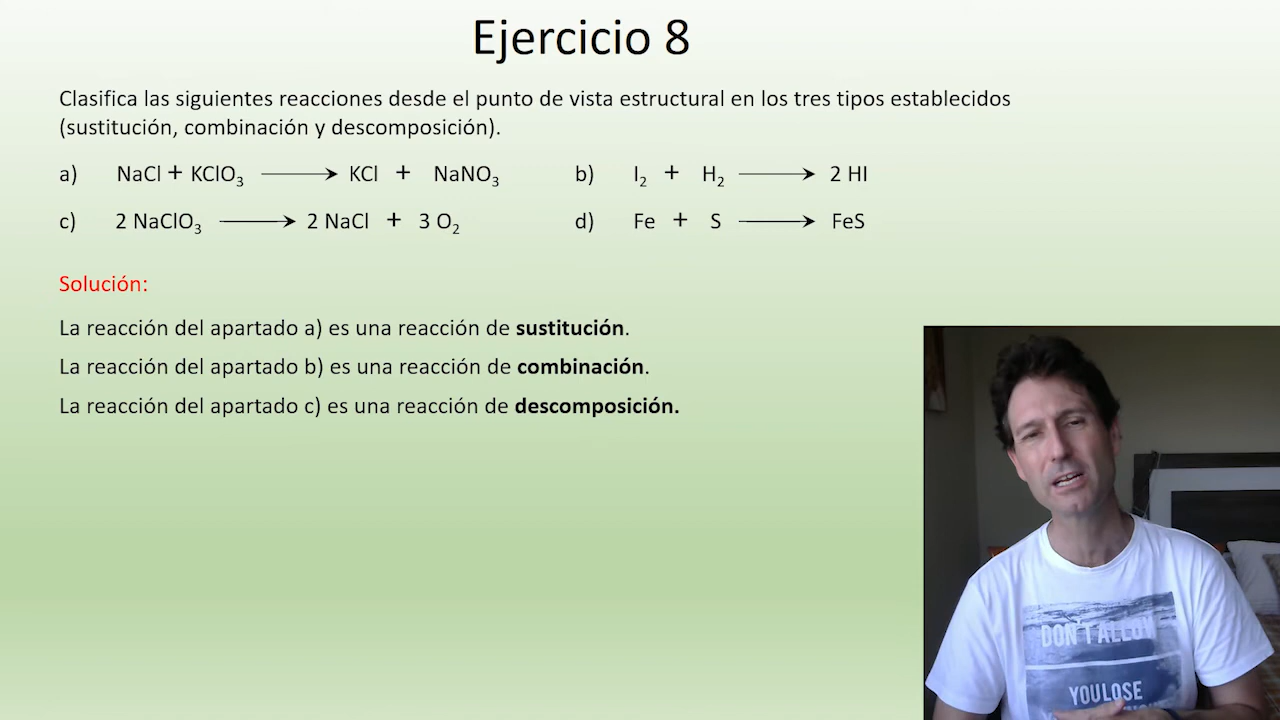 Ejercicio 8
Clasifica las siguientes reacciones desde el punto de vista estructural en los tres tipos establecidos
(sustitución, combinación y descomposición).
a) NaCl + KClO₃ ⟶ KCl + NaNO₃ b) I₂ + H₂ ⟶ 2 HI
c) 2 NaClO₃ ⟶ 2 NaCl + 3 O₂ d) Fe + S ⟶ FeS
Solución:
La reacción del apartado a) es una reacción de sustitución.
La reacción del apartado b) es una reacción de combinación.
La reacción del apartado c) es una reacción de descomposición.
DON'T ALLOW
YOU LOSE